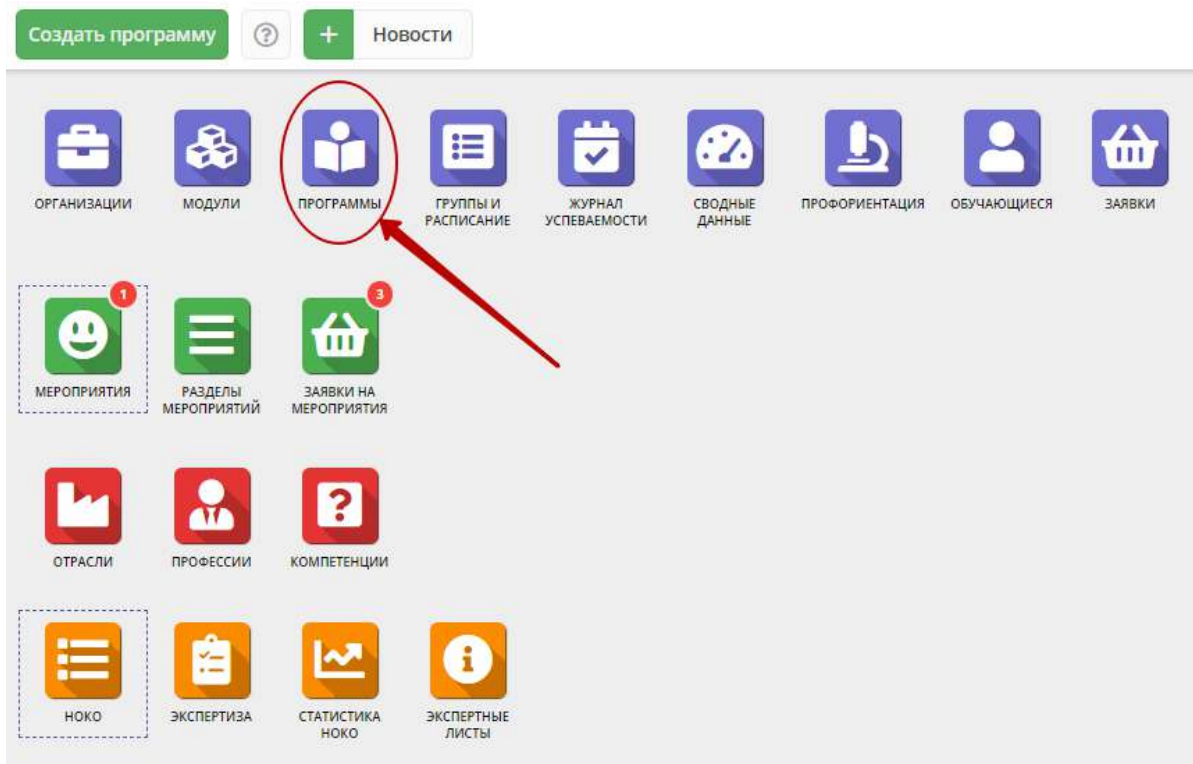 Создать программу ? + Новости
ОРГАНИЗАЦИИ
МОДУЛИ
ПРОГРАММЫ
ГРУППЫ И
РАСПИСАНИЕ
ЖУРНАЛ
УСПЕВАЕМОСТИ
СВОДНЫЕ
ДАННЫЕ
ПРОФОРИЕНТАЦИЯ
ОБУЧАЮЩИЕСЯ
ЗАЯВКИ
1
МЕРОПРИЯТИЯ
РАЗДЕЛЫ
МЕРОПРИЯТИЙ
3
ЗАЯВКИ НА
МЕРОПРИЯТИЯ
ОТРАСЛИ
ПРОФЕССИИ
?
КОМПЕТЕНЦИИ
НОКО
ЭКСПЕРТИЗА
СТАТИСТИКА
НОКО
i
ЭКСПЕРТНЫЕ
ЛИСТЫ